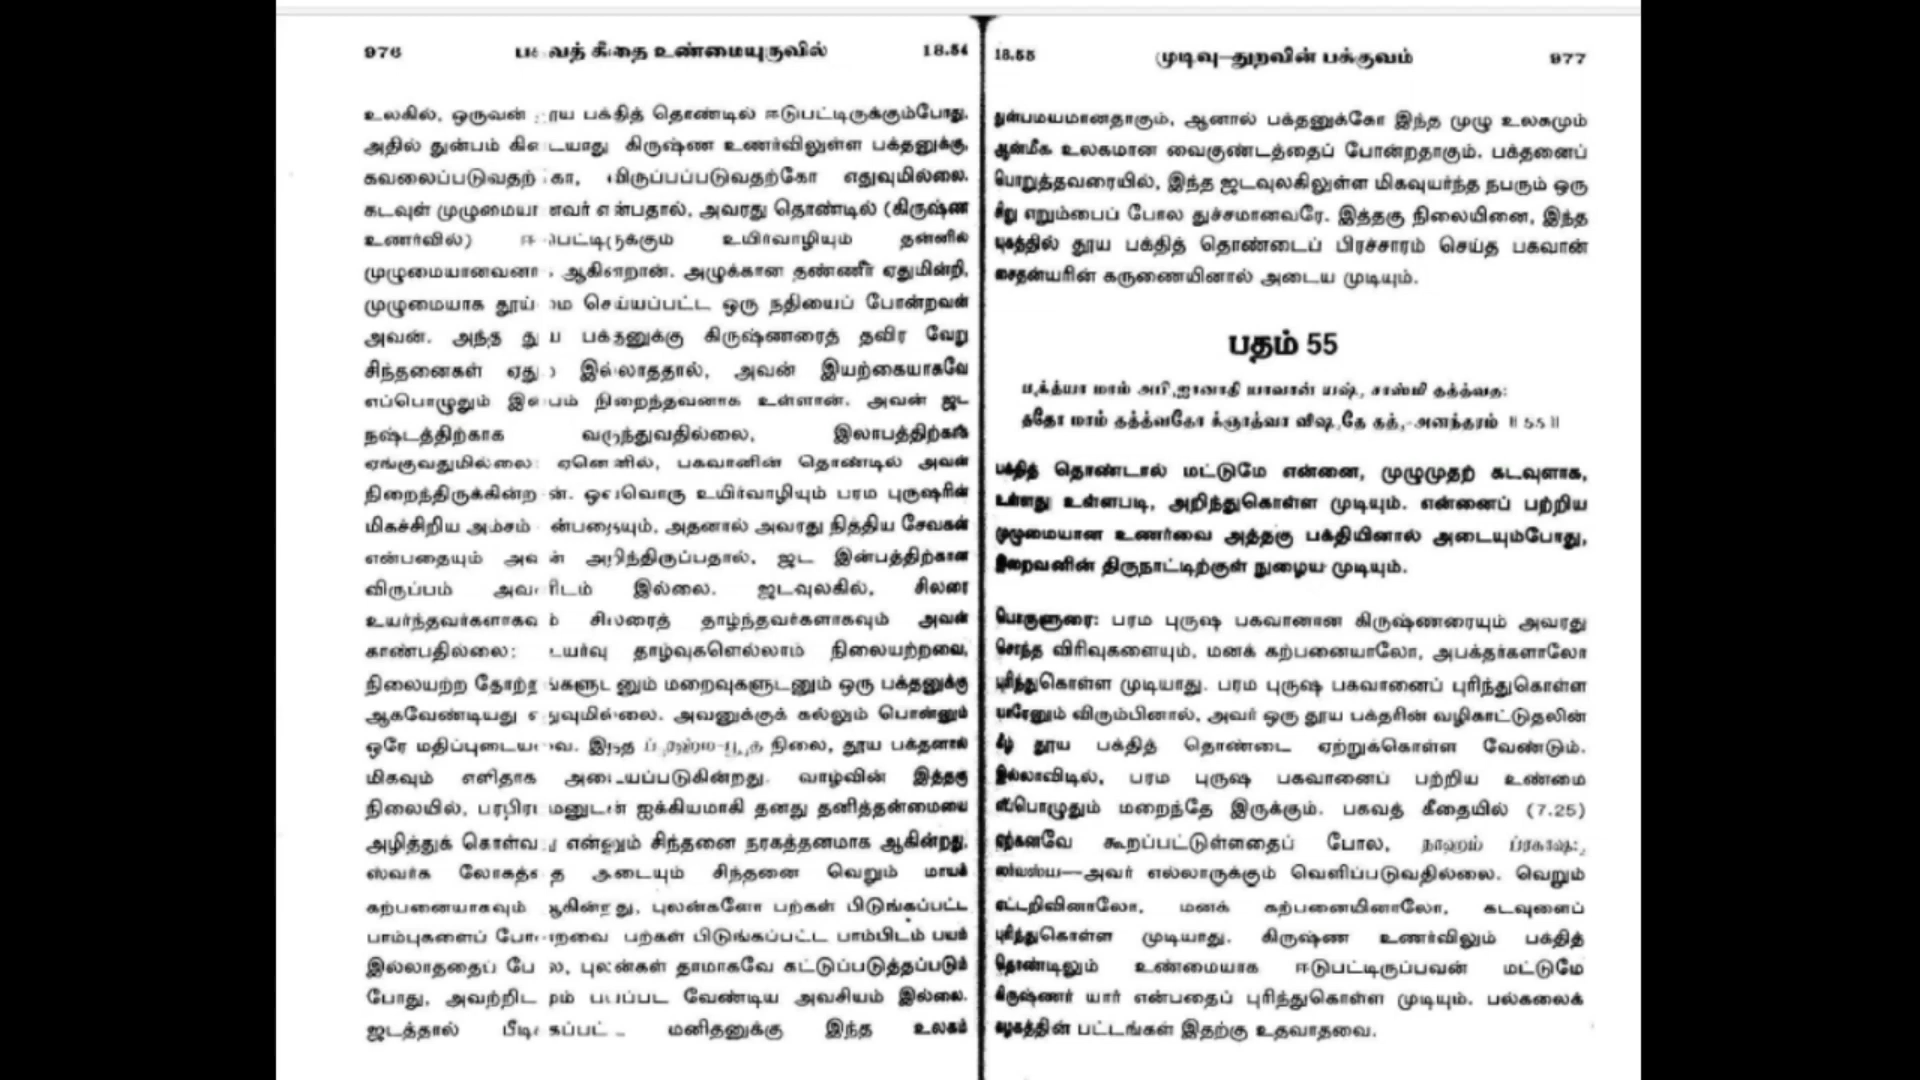 976 பகவத் கீதை உண்மையுருவில் 18.54
உலகில், ஒருவன் தூய பக்தித் தொண்டில் ஈடுபட்டிருக்கும்போது,
அதில் துன்பம் கிடையாது கிருஷ்ண உணர்விலுள்ள பக்தனுக்கு,
கவலைப்படுவதற்கோ, விருப்பப்படுவதற்கோ எதுவுமில்லை.
கடவுள் முழுமையானவர் என்பதால், அவரது தொண்டில் (கிருஷ்ண
உணர்வில்) ஈடுபட்டிருக்கும் உயிர்வாழியும் தன்னில்
முழுமையானவனாக ஆகின்றான். அழுக்கான தண்ணீர் ஏதுமின்றி,
முழுமையாக தூய்மை செய்யப்பட்ட ஒரு நதியைப் போன்றவன்
அவன். அந்த தூய பக்தனுக்கு கிருஷ்ணரைத் தவிர வேறு
சிந்தனைகள் ஏதும் இல்லாததால், அவன் இயற்கையாகவே
எப்பொழுதும் இன்பம் நிறைந்தவனாக உள்ளான். அவன் ஜட
நஷ்டத்திற்காக வருந்துவதில்லை, இலாபத்திற்காக
ஏங்குவதுமில்லை: ஏனெனில், பகவானின் தொண்டில் அவன்
நிறைந்திருக்கின்றான். ஒவ்வொரு உயிர்வாழியும் பரம புருஷரின்
மிகச்சிறிய அம்சம் என்பதையும், அதனால் அவரது நித்திய சேவகன்
என்பதையும் அவன் அறிந்திருப்பதால், ஜட இன்பத்திற்கான
விருப்பம் அவனிடம் இல்லை. ஜடவுலகில், சிலரை
உயர்ந்தவர்களாகவும் சிலரைத் தாழ்ந்தவர்களாகவும் அவன்
காண்பதில்லை: உயர்வு தாழ்வுகளெல்லாம் நிலையற்றவை,
நிலையற்ற தோற்றங்களுடனும் மறைவுகளுடனும் ஒரு பக்தனுக்கு
ஆகவேண்டியது எதுவுமில்லை. அவனுக்குக் கல்லும் பொன்னும்
ஒரே மதிப்புடையவை. இந்த ப்ரஹ்ம-பூத நிலை, தூய பக்தனால்
மிகவும் எளிதாக அடையப்படுகின்றது. வாழ்வின் இத்தகு
நிலையில், பரபிரம்மனுடன் ஐக்கியமாகி தனது தனித்தன்மையை
அழித்துக் கொள்வது என்னும் சிந்தனை நரகத்தனமாக ஆகின்றது,
ஸ்வர்க லோகத்தை அடையும் சிந்தனை வெறும் மாயக்
கற்பனையாகவும் ஆகின்றது, புலன்களோ பற்கள் பிடுங்கப்பட்ட
பாம்புகளைப் போன்றவை பற்கள் பிடுங்கப்பட்ட பாம்பிடம் பயம்
இல்லாததைப் போல, புலன்கள் தாமாகவே கட்டுப்படுத்தப்படும்
போது, அவற்றிடமும் பயப்பட வேண்டிய அவசியம் இல்லை.
ஜடத்தால் பீடிக்கப்பட்ட மனிதனுக்கு இந்த உலகம்
18.55 முடிவு—துறவின் பக்குவம் 977
துன்பமயமானதாகும், ஆனால் பக்தனுக்கோ இந்த முழு உலகமும்
ஆன்மீக உலகமான வைகுண்டத்தைப் போன்றதாகும். பக்தனைப்
பொறுத்தவரையில், இந்த ஜடவுலகிலுள்ள மிகவுயர்ந்த நபரும் ஒரு
சிறு எறும்பைப் போல துச்சமானவரே. இத்தகு நிலையினை, இந்த
யுகத்தில் தூய பக்தித் தொண்டைப் பிரச்சாரம் செய்த பகவான்
சைதன்யரின் கருணையினால் அடைய முடியும்.
பதம் 55
ப,க்த்யா மாம் அபி,ஜானாதி யாவான் யஷ், சாஸ்மி தத்த்வத:
ததோ மாம் தத்த்வதோ க்ஞாத்வா விஷ,தே தத்,-அனந்தரம் ॥ 55 ॥
பக்தித் தொண்டால் மட்டுமே என்னை, முழுமுதற் கடவுளாக,
உள்ளது உள்ளபடி, அறிந்துகொள்ள முடியும். என்னைப் பற்றிய
முழுமையான உணர்வை அத்தகு பக்தியினால் அடையும்போது,
இறைவனின் திருநாட்டிற்குள் நுழைய முடியும்.
பொருளுரை: பரம புருஷ பகவானான கிருஷ்ணரையும் அவரது
சொந்த விரிவுகளையும், மனக் கற்பனையாலோ, அபக்தர்களாலோ
புரிந்துகொள்ள முடியாது. பரம புருஷ பகவானைப் புரிந்துகொள்ள
யாரேனும் விரும்பினால், அவர் ஒரு தூய பக்தரின் வழிகாட்டுதலின்
கீழ் தூய பக்தித் தொண்டை ஏற்றுக்கொள்ள வேண்டும்.
இல்லாவிடில், பரம புருஷ பகவானைப் பற்றிய உண்மை
எப்பொழுதும் மறைந்தே இருக்கும். பகவத் கீதையில் (7.25)
ஏற்கனவே கூறப்பட்டுள்ளதைப் போல, நாஹம் ப்ரகாஷ:,
ஸர்வஸ்ய—அவர் எல்லாருக்கும் வெளிப்படுவதில்லை. வெறும்
ஏட்டறிவினாலோ, மனக் கற்பனையினாலோ, கடவுளைப்
புரிந்துகொள்ள முடியாது. கிருஷ்ண உணர்விலும் பக்தித்
தொண்டிலும் உண்மையாக ஈடுபட்டிருப்பவன் மட்டுமே
கிருஷ்ணர் யார் என்பதைப் புரிந்துகொள்ள முடியும். பல்கலைக்
கழகத்தின் பட்டங்கள் இதற்கு உதவாதவை.